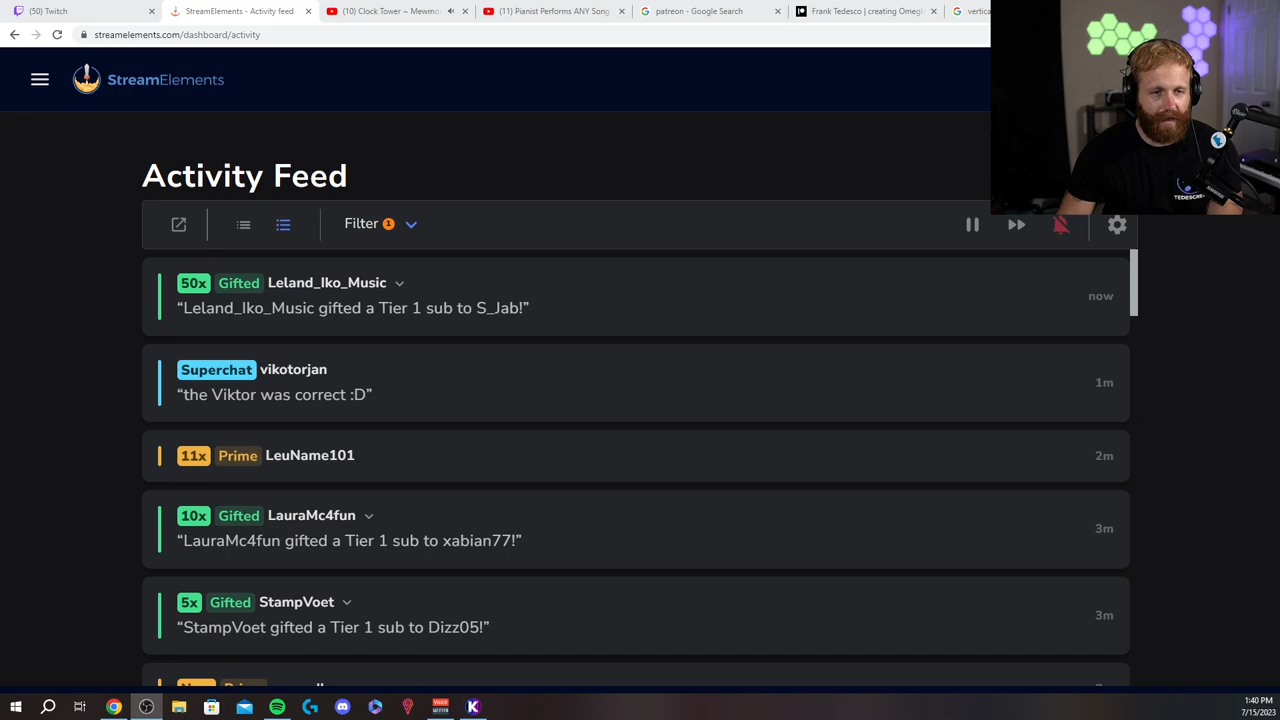 (50) Twitch
StreamElements - Activity feed
(10) Clock Tower ~ Mewmo
(11) Pianist Performs ANY Song
patreon - Google Search
Frank Tedesco | creating Omegl
vertica
streamelements.com/dashboard/activity
StreamElements
Activity Feed
Filter 1
50x Gifted Leland_Iko_Music
“Leland_Iko_Music gifted a Tier 1 sub to S_Jab!”
now
Superchat vikotorjan
“the Viktor was correct :D”
1m
11x Prime LeuName101
2m
10x Gifted LauraMc4fun
“LauraMc4fun gifted a Tier 1 sub to xabian77!”
3m
5x Gifted StampVoet
“StampVoet gifted a Tier 1 sub to Dizz05!”
3m
TEDESCRE
1:40 PM
7/15/2023